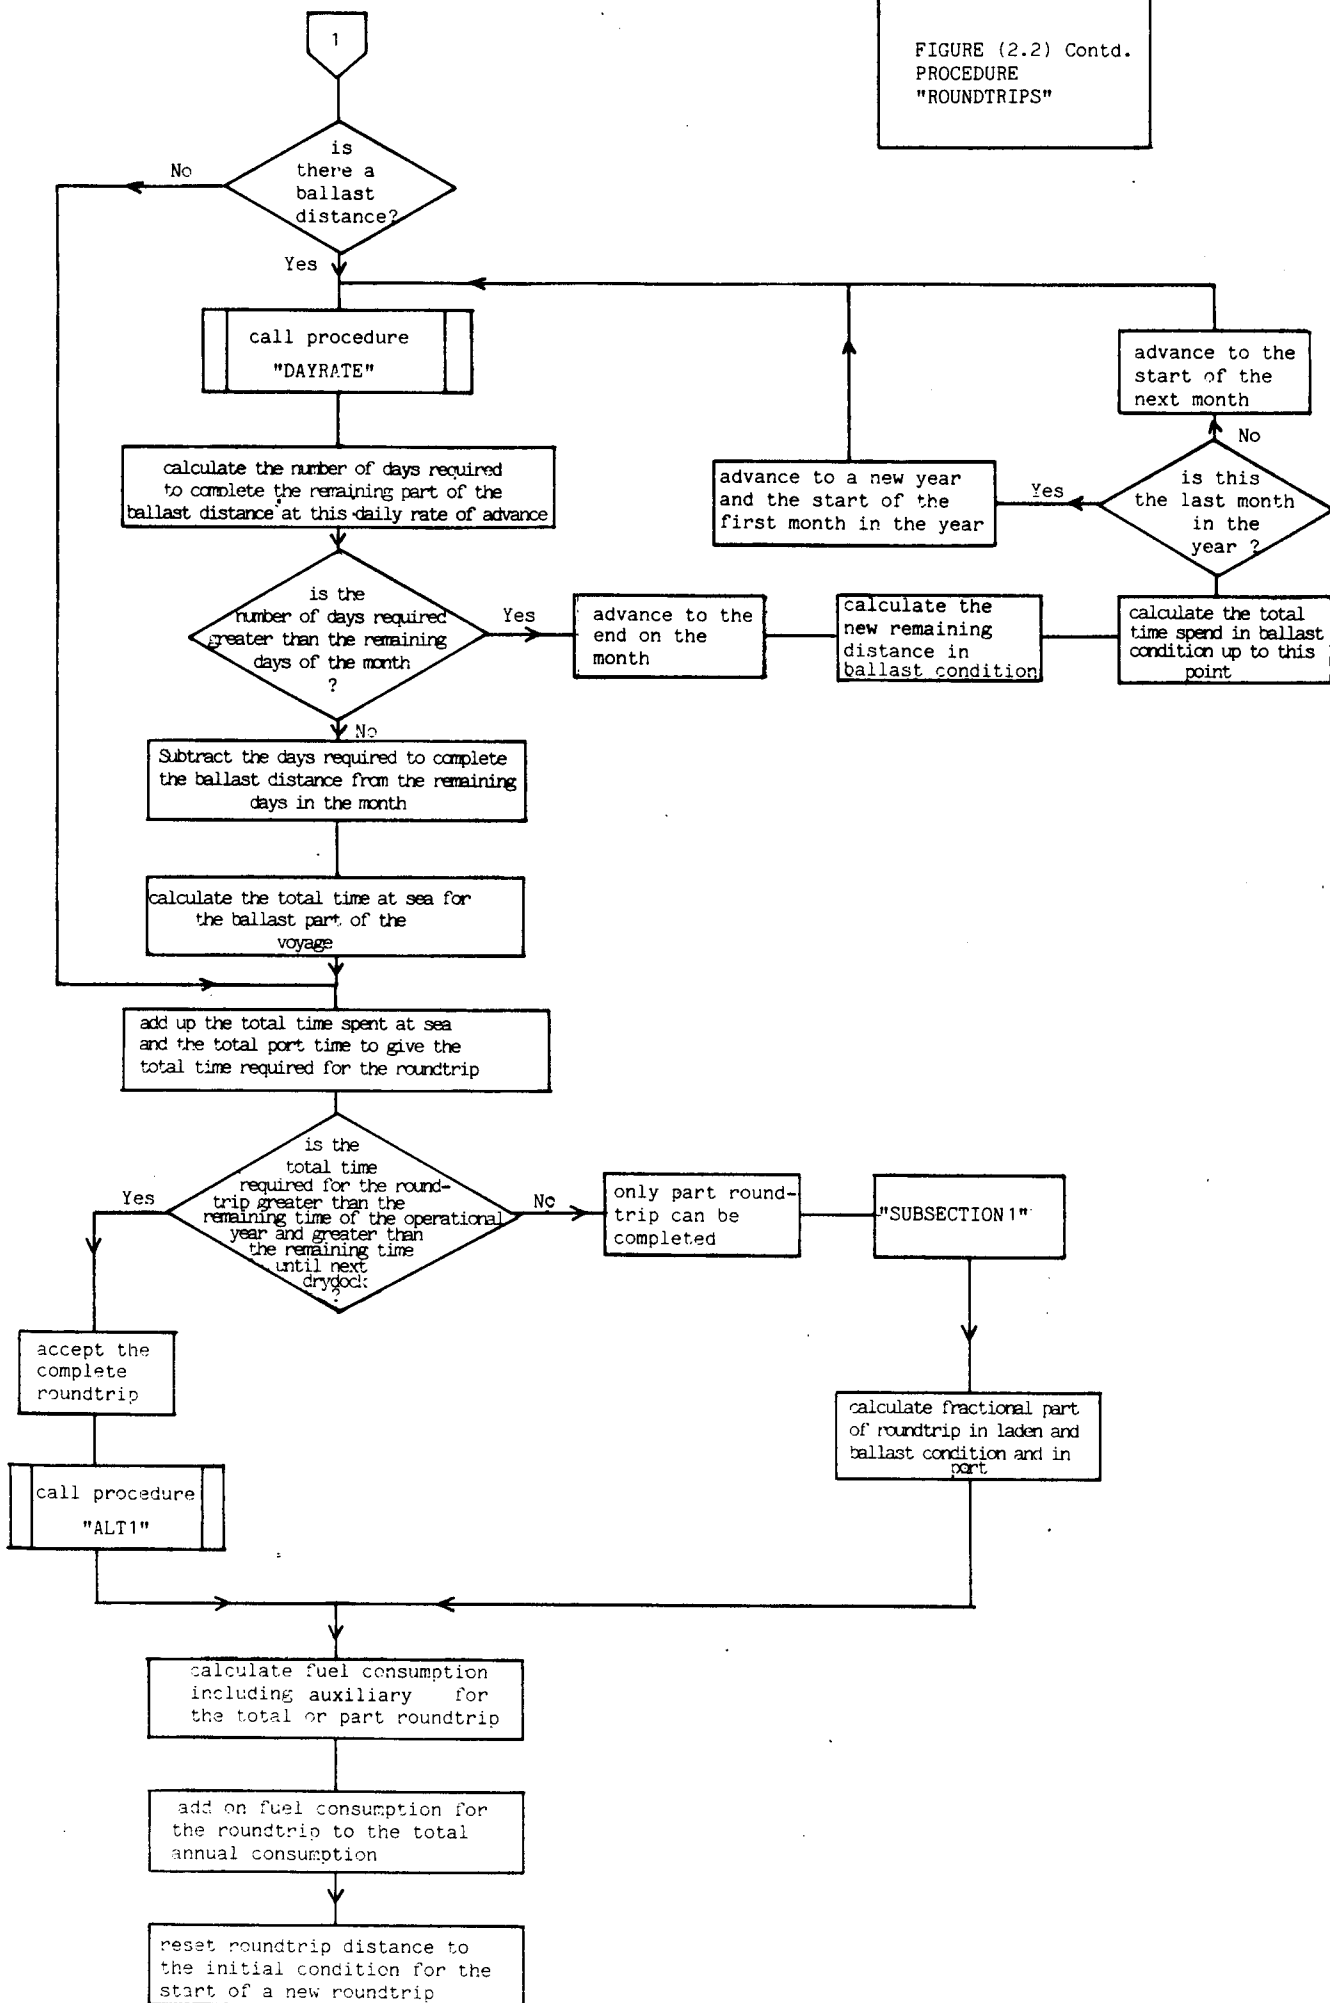 1
FIGURE (2.2) Contd.
PROCEDURE
"ROUNDTRIPS"
is
there a
ballast
distance?
No
Yes
call procedure
"DAYRATE"
advance to the
start of the
next month
No
calculate the number of days required
to complete the remaining part of the
ballast distance at this daily rate of advance
advance to a new year
and the start of the
first month in the year
Yes
is this
the last month
in the
year ?
is the
number of days required
greater than the remaining
days of the month
?
Yes
advance to the
end on the
month
calculate the
new remaining
distance in
ballast condition
calculate the total
time spend in ballast
condition up to this
point
No
Subtract the days required to complete
the ballast distance from the remaining
days in the month
calculate the total time at sea for
the ballast part of the
voyage
add up the total time spent at sea
and the total port time to give the
total time required for the roundtrip
is the
total time
required for the round-
trip greater than the
remaining time of the operational
year and greater than
the remaining time
until next
drydock
?
Yes
No
only part round-
trip can be
completed
"SUBSECTION1"
accept the
complete
roundtrip
calculate fractional part
of roundtrip in laden and
ballast condition and in
port
call procedure
"ALT1"
calculate fuel consumption
including auxiliary for
the total or part roundtrip
add on fuel consumption for
the roundtrip to the total
annual consumption
reset roundtrip distance to
the initial condition for the
start of a new roundtrip